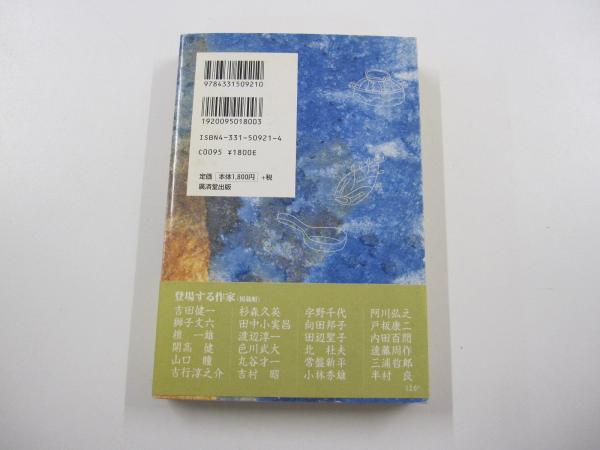 9784331509210
1920095018003
ISBN4-331-50921-4
C0095 ¥1800E
定価 本体1,800円 +税
廣済堂出版
登場する作家(掲載順)
吉田健一 杉森久英 宇野千代 阿川弘之
獅子文六 田中小実昌 向田邦子 戸板康二
檀 一雄 渡辺淳一 田辺聖子 内田百閒
開高 健 色川武大 北 杜夫 遠藤周作
山口 瞳 丸谷才一 常盤新平 三浦哲郎
吉行淳之介 吉村 昭 小林秀雄 半村 良
ほか